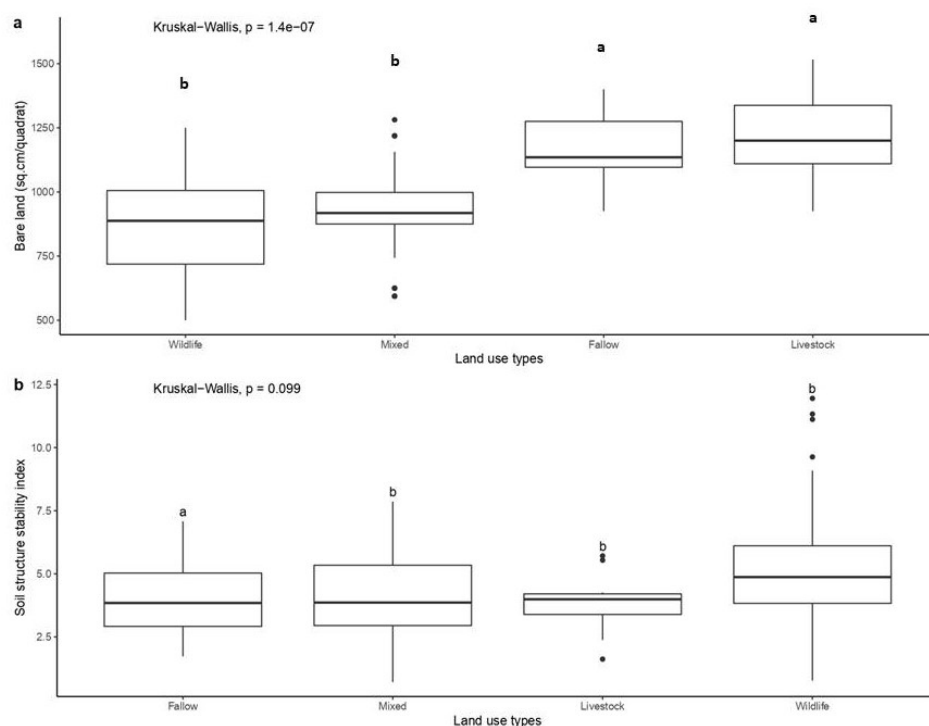 a
Kruskal−Wallis, p = 1.4e−07
a
a
b
b
1500
1250
1000
750
500
Bare land (sq.cm/quadrat)
Wildlife Mixed Fallow Livestock
Land use types
b
Kruskal−Wallis, p = 0.099
12.5
10.0
7.5
5.0
2.5
Soil structure stability index
a
b
b
b
Fallow Mixed Livestock Wildlife
Land use types